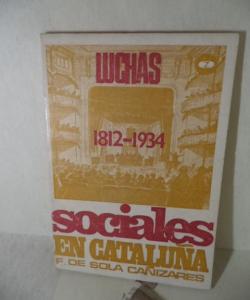 LUCHAS
1812-1934
sociales
EN CATALUÑA
F. DE SOLA CAÑIZARES